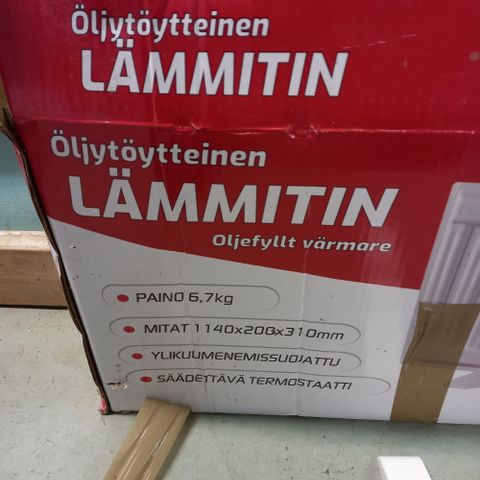 Öljytöytteinen
LÄMMITIN
Öljytöytteinen
LÄMMITIN
Oljefyllt värmare
PAINO 6,7kg
MITAT 1140x200x310mm
YLIKUUMENEMISSUOJATTU
SÄÄDETTÄVÄ TERMOSTAATTI